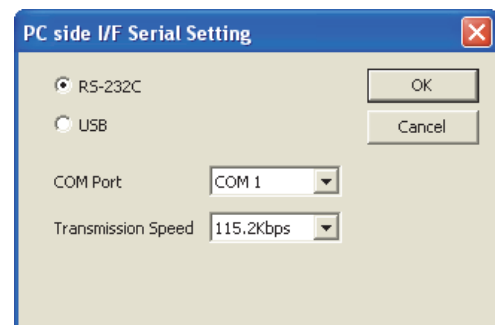 PC side I/F Serial Setting
RS-232C
OK
USB
Cancel
COM Port
COM 1
Transmission Speed
115.2Kbps